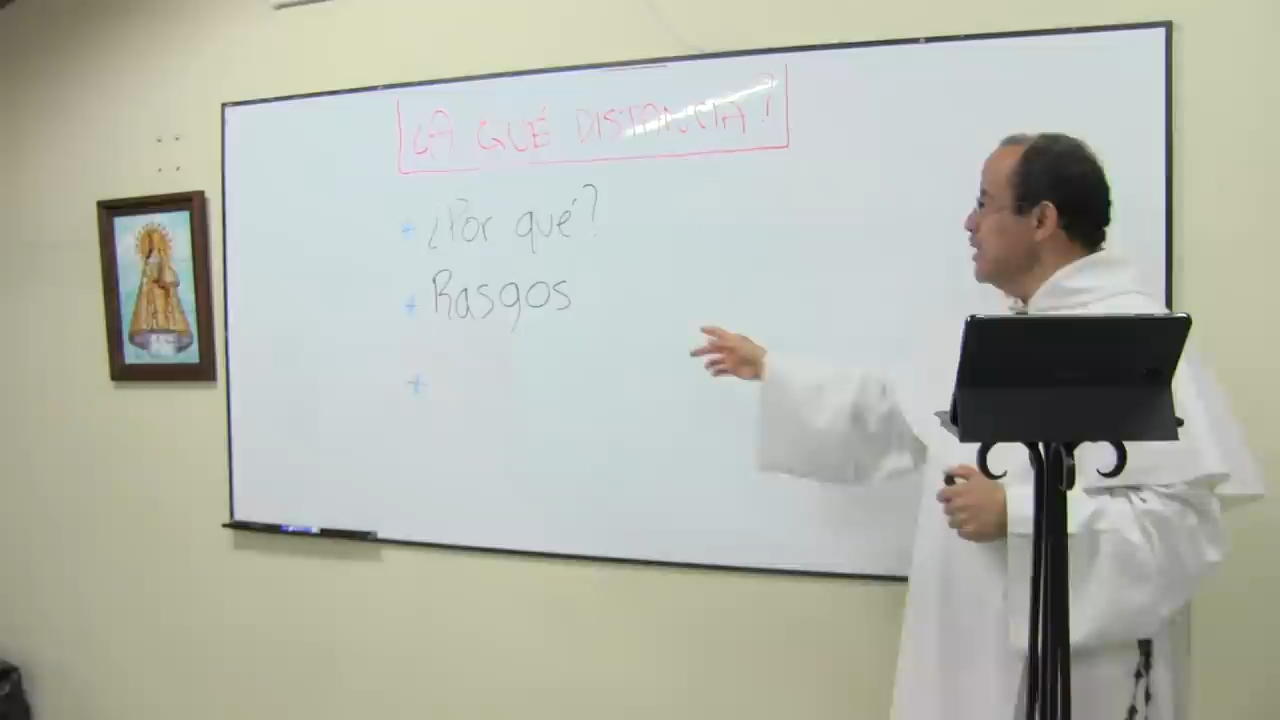 ¿A QUÉ DISTANCIA?
+ ¿Por qué?
+ Rasgos
+